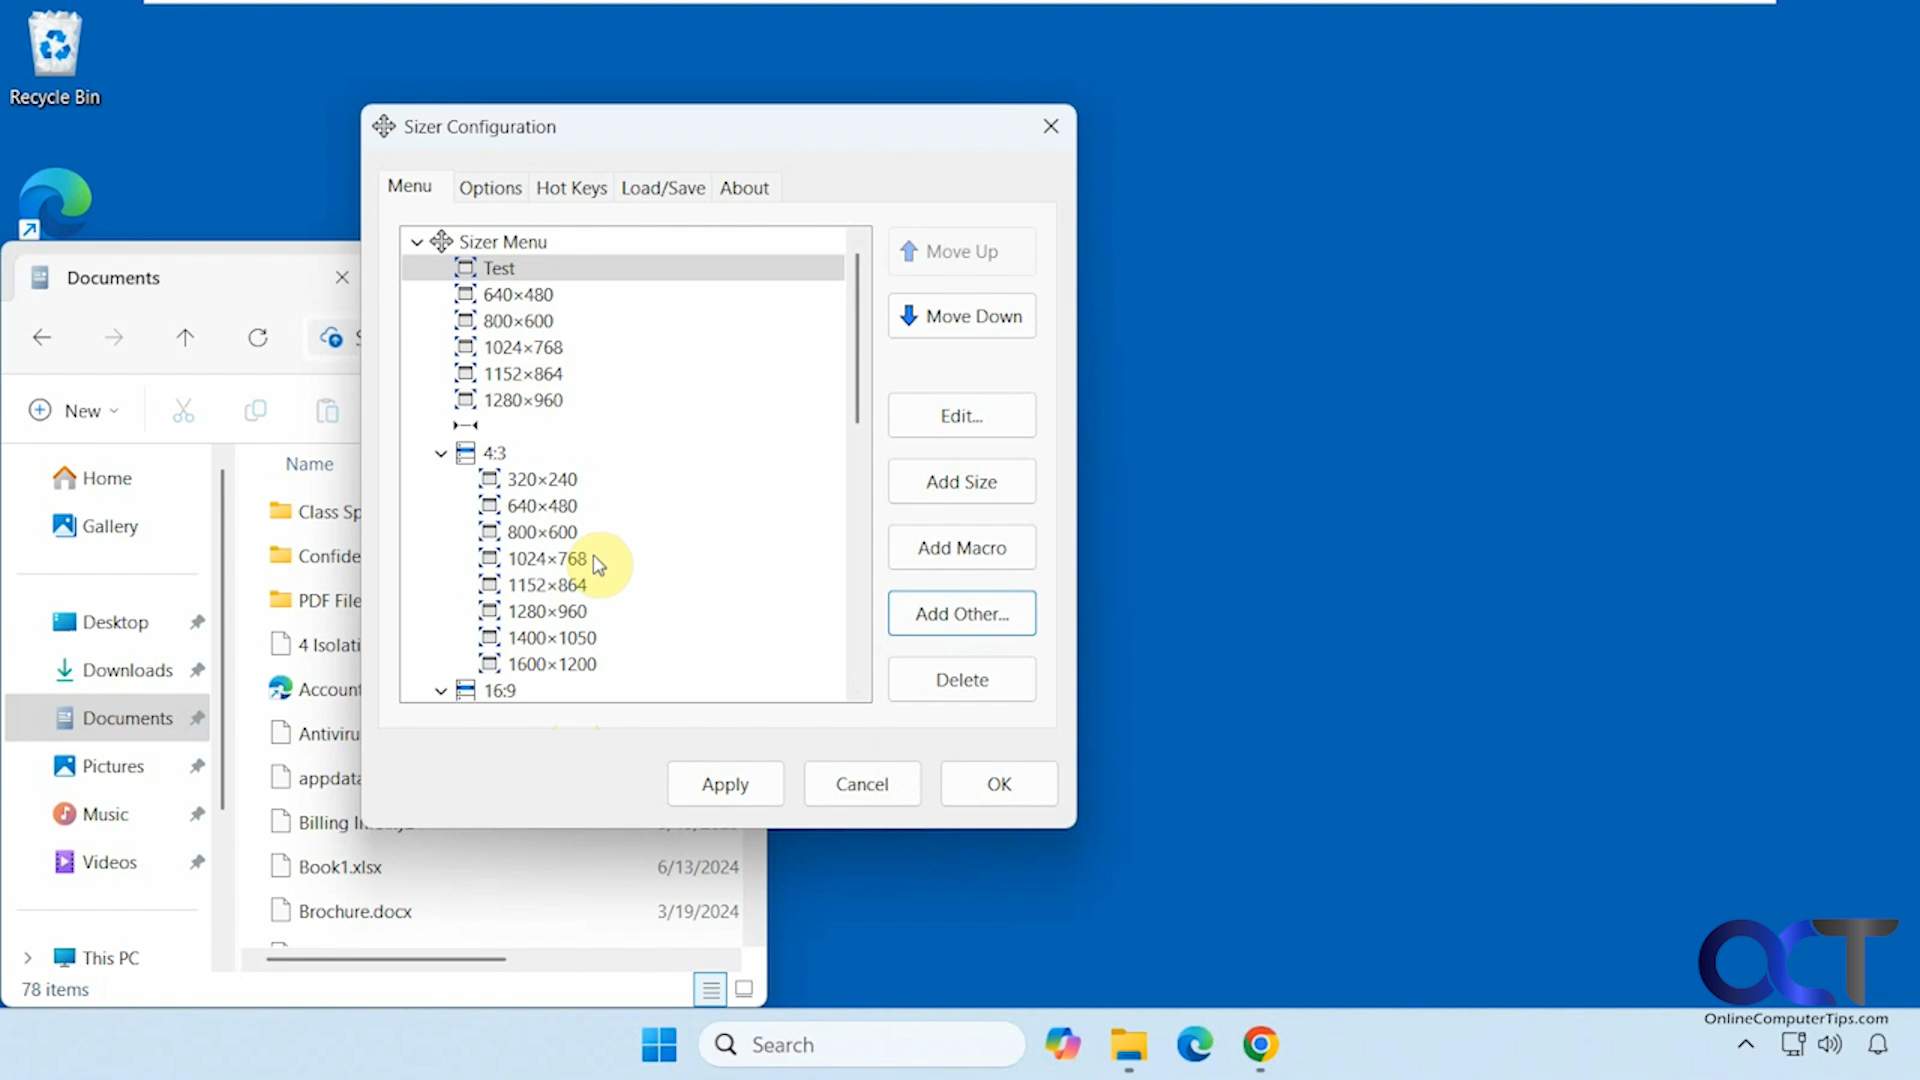 Recycle Bin
Sizer Configuration
Menu
Options
Hot Keys
Load/Save
About
Sizer Menu
Test
640×480
800×600
1024×768
1152×864
1280×960
4:3
320×240
640×480
800×600
1024×768
1152×864
1280×960
1400×1050
1600×1200
16:9
Move Up
Move Down
Edit...
Add Size
Add Macro
Add Other...
Delete
Apply
Cancel
OK
Documents
New
Home
Gallery
Desktop
Downloads
Documents
Pictures
Music
Videos
This PC
78 items
Name
Class Sp
Confide
PDF File
4 Isolati
Account
Antiviru
appdata
Billing
Book1.xlsx 6/13/2024
Brochure.docx 3/19/2024
Search
OCT
OnlineComputerTips.com